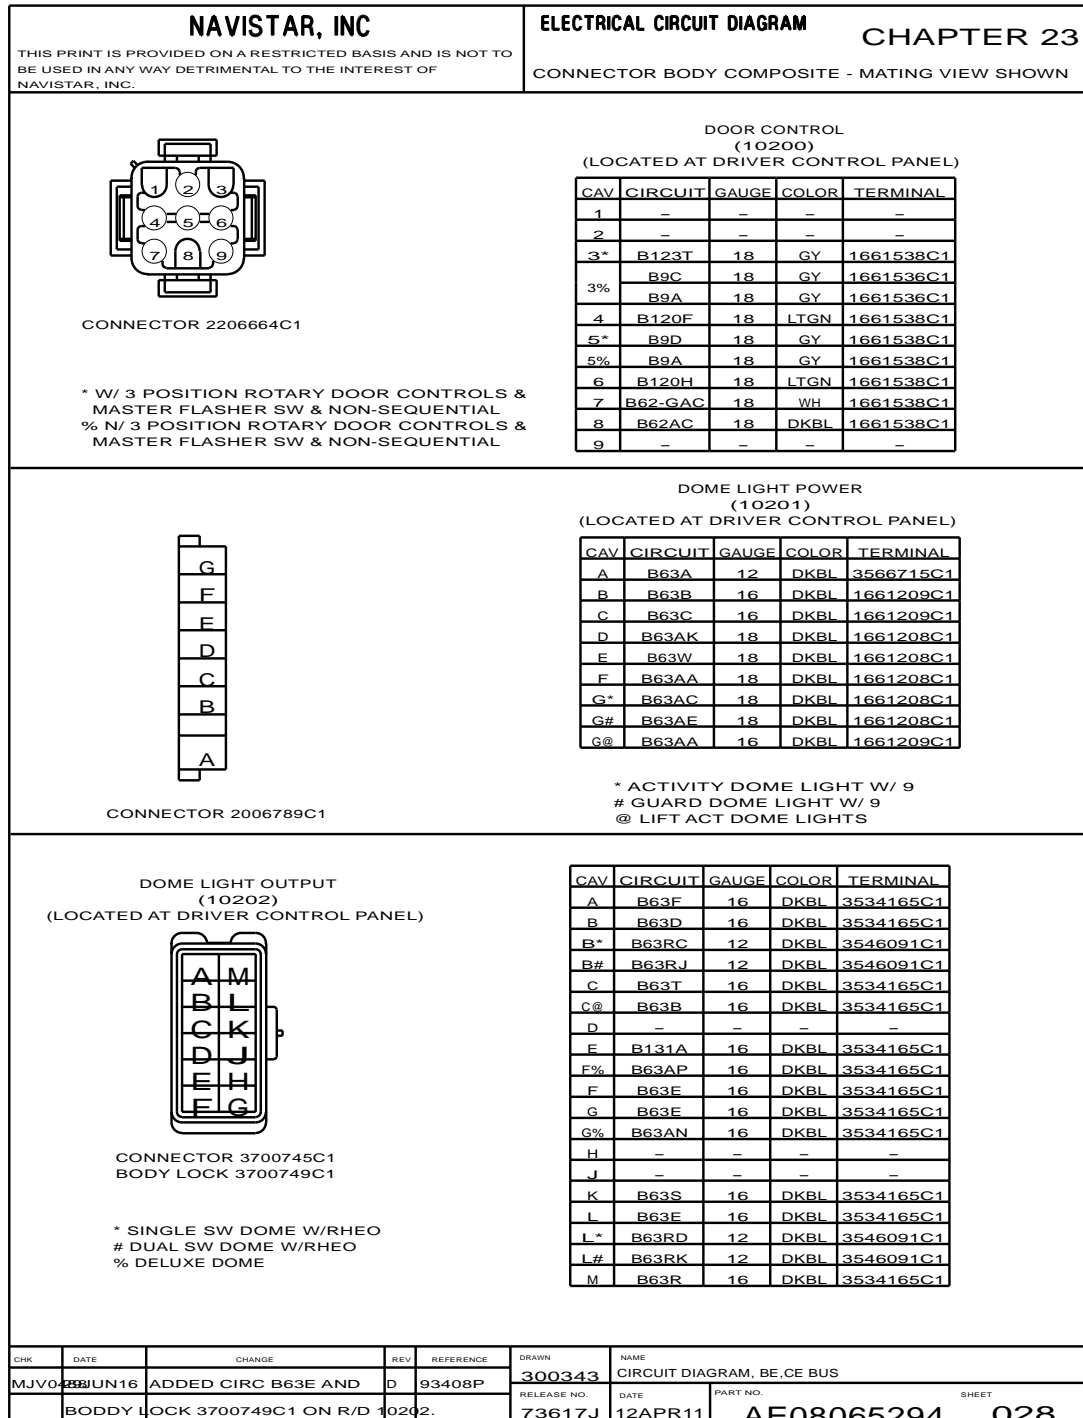 NAVISTAR, INC
THIS PRINT IS PROVIDED ON A RESTRICTED BASIS AND IS NOT TO
BE USED IN ANY WAY DETRIMENTAL TO THE INTEREST OF
NAVISTAR, INC.
ELECTRICAL CIRCUIT DIAGRAM
CHAPTER 23
CONNECTOR BODY COMPOSITE - MATING VIEW SHOWN
1 2 3
4 5 6
7 8 9
CONNECTOR 2206664C1
* W/ 3 POSITION ROTARY DOOR CONTROLS &
MASTER FLASHER SW & NON-SEQUENTIAL
% N/ 3 POSITION ROTARY DOOR CONTROLS &
MASTER FLASHER SW & NON-SEQUENTIAL
DOOR CONTROL
(10200)
(LOCATED AT DRIVER CONTROL PANEL)
CAV CIRCUIT GAUGE COLOR TERMINAL
1 – – – –
2 – – – –
3* B123T 18 GY 1661538C1
3% B9C 18 GY 1661536C1
B9A 18 GY 1661536C1
4 B120F 18 LTGN 1661538C1
5* B9D 18 GY 1661538C1
5% B9A 18 GY 1661538C1
6 B120H 18 LTGN 1661538C1
7 B62-GAC 18 WH 1661538C1
8 B62AC 18 DKBL 1661538C1
9 – – – –
G
F
E
D
C
B
A
CONNECTOR 2006789C1
DOME LIGHT POWER
(10201)
(LOCATED AT DRIVER CONTROL PANEL)
CAV CIRCUIT GAUGE COLOR TERMINAL
A B63A 12 DKBL 3566715C1
B B63B 16 DKBL 1661209C1
C B63C 16 DKBL 1661209C1
D B63AK 18 DKBL 1661208C1
E B63W 18 DKBL 1661208C1
F B63AA 18 DKBL 1661208C1
G* B63AC 18 DKBL 1661208C1
G# B63AE 18 DKBL 1661208C1
G@ B63AA 16 DKBL 1661209C1
* ACTIVITY DOME LIGHT W/ 9
# GUARD DOME LIGHT W/ 9
@ LIFT ACT DOME LIGHTS
DOME LIGHT OUTPUT
(10202)
(LOCATED AT DRIVER CONTROL PANEL)
A M
B L
C K
D J
E H
F G
CONNECTOR 3700745C1
BODY LOCK 3700749C1
* SINGLE SW DOME W/RHEO
# DUAL SW DOME W/RHEO
% DELUXE DOME
CAV CIRCUIT GAUGE COLOR TERMINAL
A B63F 16 DKBL 3534165C1
B B63D 16 DKBL 3534165C1
B* B63RC 12 DKBL 3546091C1
B# B63RJ 12 DKBL 3546091C1
C B63T 16 DKBL 3534165C1
C@ B63B 16 DKBL 3534165C1
D – – – –
E B131A 16 DKBL 3534165C1
F% B63AP 16 DKBL 3534165C1
F B63E 16 DKBL 3534165C1
G B63E 16 DKBL 3534165C1
G% B63AN 16 DKBL 3534165C1
H – – – –
J – – – –
K B63S 16 DKBL 3534165C1
L B63E 16 DKBL 3534165C1
L* B63RD 12 DKBL 3546091C1
L# B63RK 12 DKBL 3546091C1
M B63R 16 DKBL 3534165C1
CHK DATE CHANGE REV REFERENCE
ADDED CIRC B63E AND D 93408P
BODDY LOCK 3700749C1 ON R/D 10202.
DRAWN
300343
NAME
CIRCUIT DIAGRAM, BE,CE BUS
RELEASE NO.
73617J
DATE
12APR11
PART NO.
AE08065294
SHEET
028